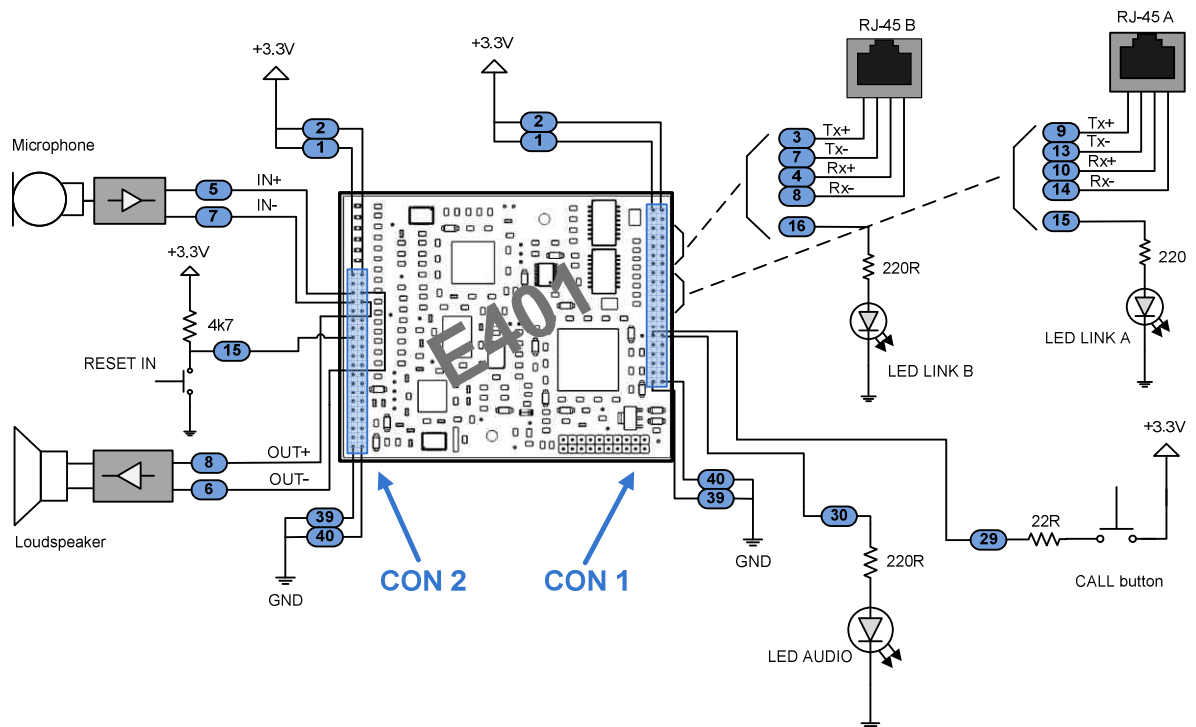 RJ-45 B
RJ-45 A
+3.3V
+3.3V
2
1
2
1
3
Tx+
7
Tx-
4
Rx+
8
Rx-
16
9
Tx+
13
Tx-
10
Rx+
14
Rx-
15
Microphone
5
IN+
7
IN-
+3.3V
4k7
RESET IN
15
E401
220R
LED LINK B
220
LED LINK A
8
OUT+
6
OUT-
Loudspeaker
39
40
GND
CON 2
CON 1
40
39
GND
30
220R
LED AUDIO
29
22R
+3.3V
CALL button